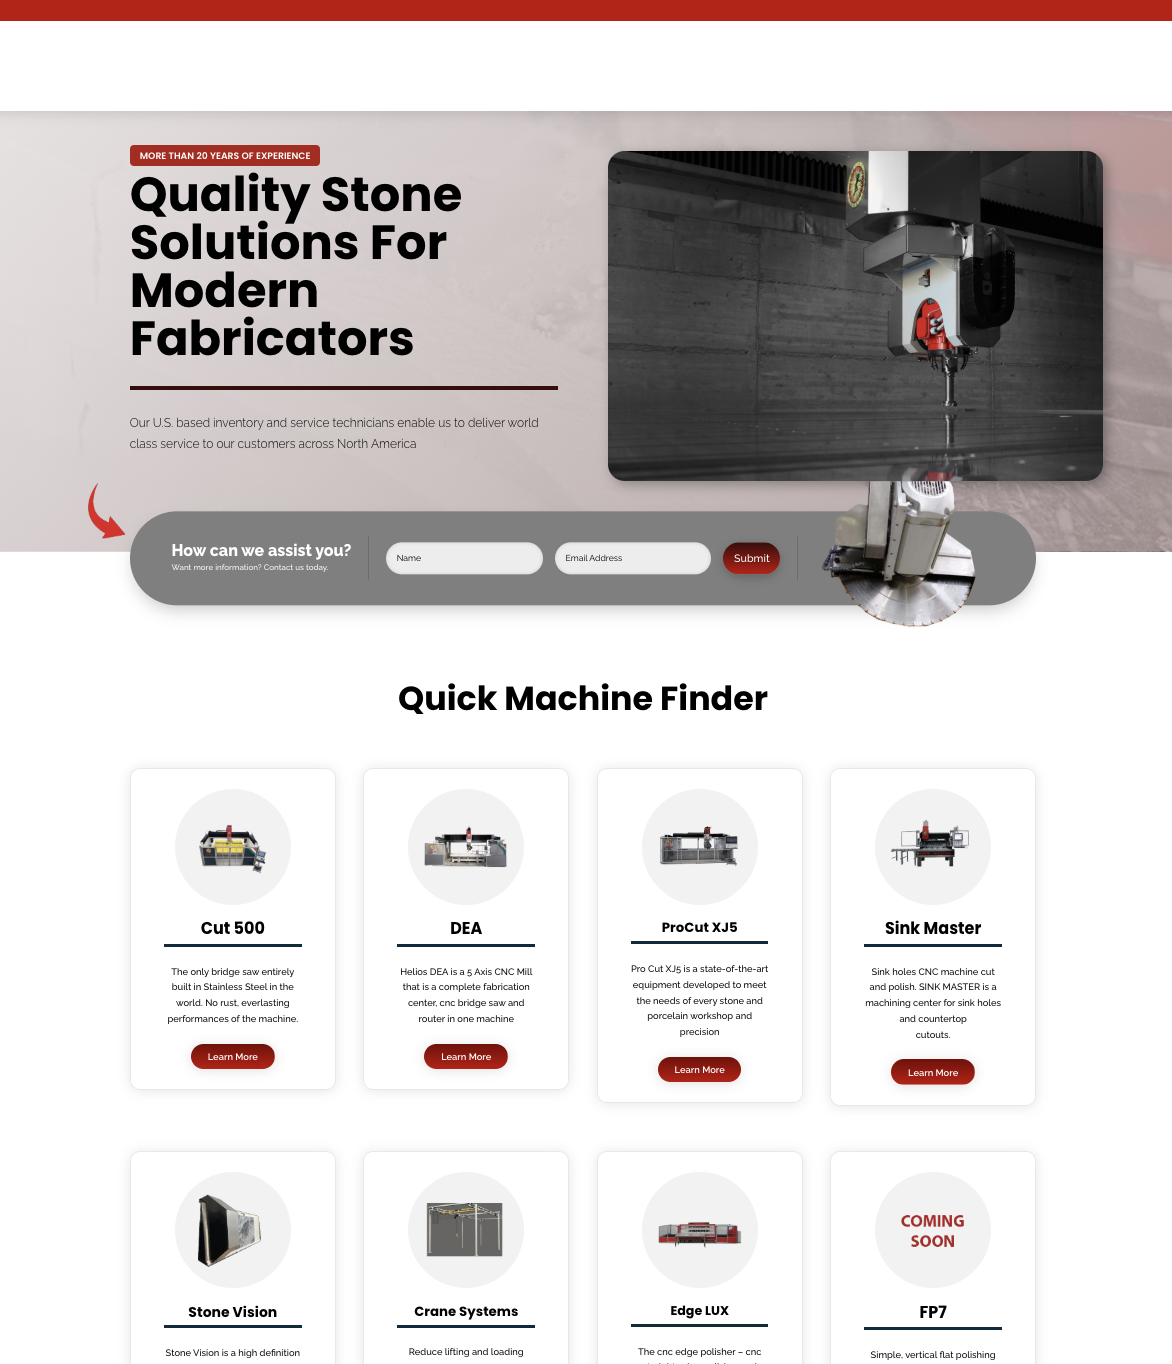 MORE THAN 20 YEARS OF EXPERIENCE
Quality Stone
Solutions For
Modern
Fabricators
Our U.S. based inventory and service technicians enable us to deliver world
class service to our customers across North America
How can we assist you?
Want more information? Contact us today.
Name
Email Address
Submit
Quick Machine Finder
Cut 500
The only bridge saw entirely
built in Stainless Steel in the
world. No rust, everlasting
performances of the machine.
Learn More
DEA
Helios DEA is a 5 Axis CNC Mill
that is a complete fabrication
center, cnc bridge saw and
router in one machine
Learn More
ProCut XJ5
Pro Cut XJ5 is a state-of-the-art
equipment developed to meet
the needs of every stone and
porcelain workshop and
precision
Learn More
Sink Master
Sink holes CNC machine cut
and polish. SINK MASTER is a
machining center for sink holes
and countertop
cutouts.
Learn More
Stone Vision
Stone Vision is a high definition
Crane Systems
Reduce lifting and loading
Edge LUX
The cnc edge polisher – cnc
COMING
SOON
FP7
Simple, vertical flat polishing